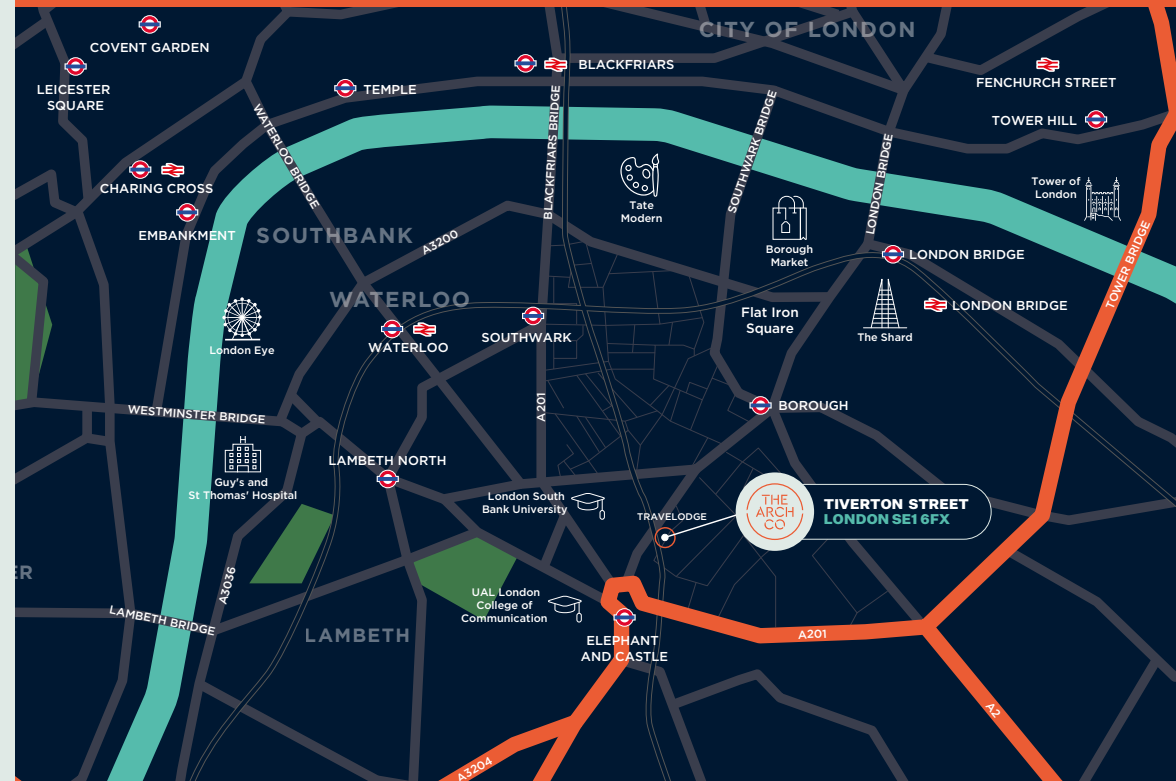 CITY OF LONDON
COVENT GARDEN
LEICESTER
SQUARE
TEMPLE
BLACKFRIARS
FENCHURCH STREET
TOWER HILL
WATERLOO BRIDGE
BLACKFRIARS BRIDGE
SOUTHWARK BRIDGE
LONDON BRIDGE
TOWER BRIDGE
CHARING CROSS
EMBANKMENT
SOUTHBANK
A3200
Tate
Modern
Borough
Market
Tower of
London
LONDON BRIDGE
LONDON BRIDGE
WATERLOO
WATERLOO
SOUTHWARK
Flat Iron
Square
The Shard
London Eye
WESTMINSTER BRIDGE
A201
BOROUGH
LAMBETH NORTH
Guy's and
St Thomas' Hospital
London South
Bank University
TRAVELODGE
THE
ARCH
CO
TIVERTON STREET
LONDON SE1 6FX
ER
A3036
LAMBETH BRIDGE
LAMBETH
UAL London
College of
Communication
ELEPHANT
AND CASTLE
A201
A2
A3204
H